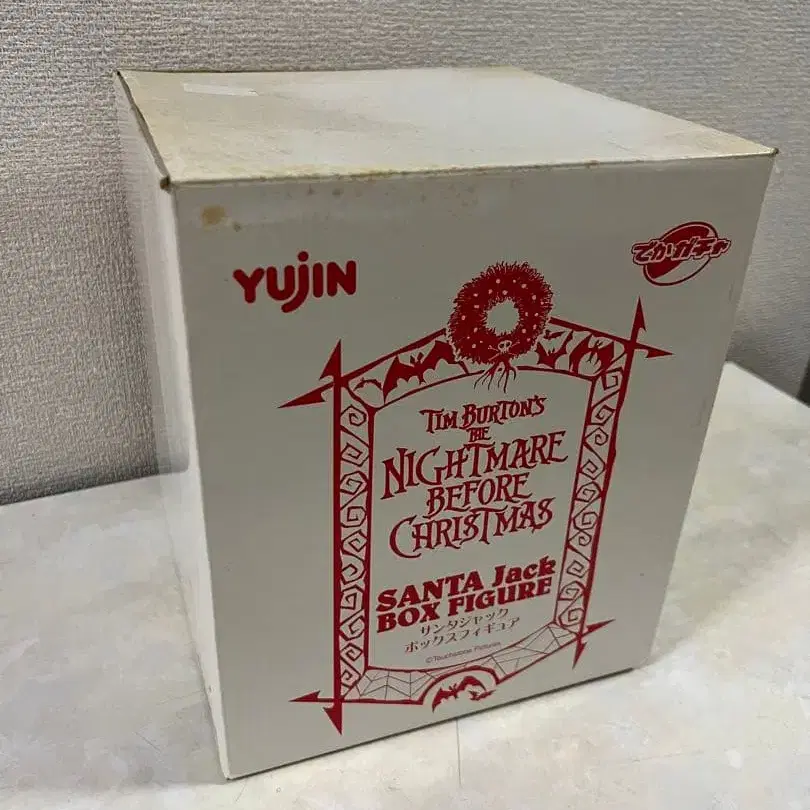 YUJIN
でかガチャ
TIM BURTON'S
THE
NIGHTMARE
BEFORE
CHRISTMAS
SANTA Jack
BOX FIGURE
サンタジャック
ボックスフィギュア
©Touchstone Pictures